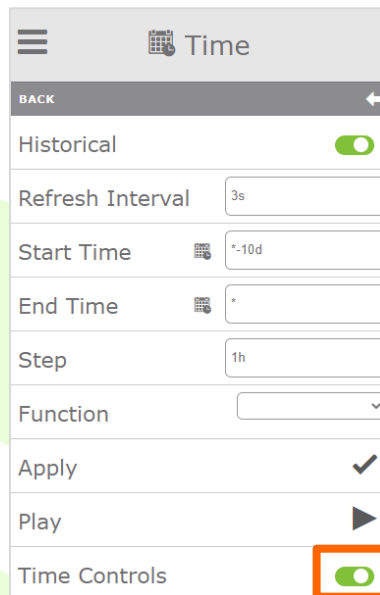 Time
BACK
Historical
Refresh Interval 3s
Start Time *-10d
End Time *
Step 1h
Function
Apply
Play
Time Controls